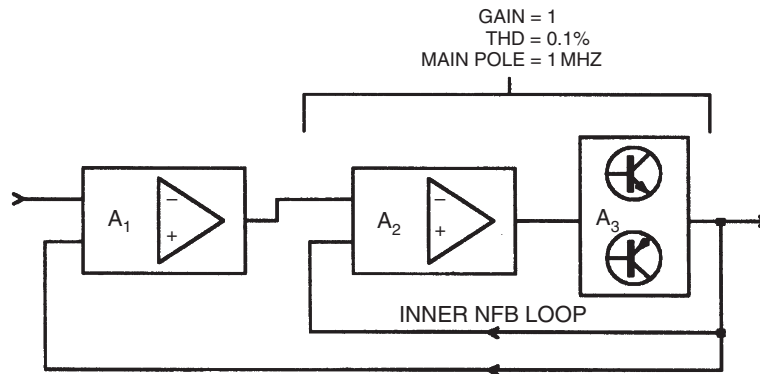 GAIN = 1
THD = 0.1%
MAIN POLE = 1 MHZ
A1
−
+
A2
−
+
A3
INNER NFB LOOP